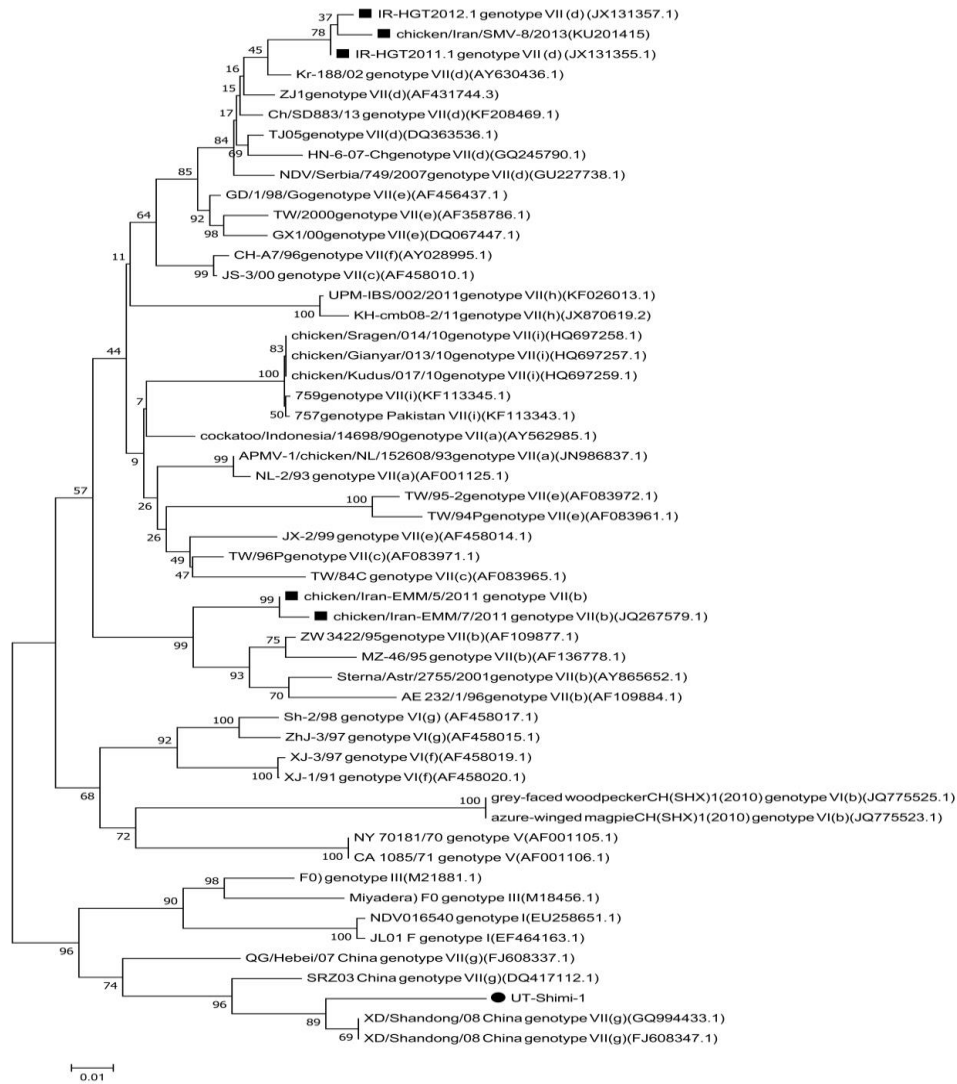 37
IR-HGT2012.1 genotype VII (d) (JX131357.1)
chicken/Iran/SMV-8/2013(KU201415)
78
IR-HGT2011.1 genotype VII (d) (JX131355.1)
45
Kr-188/02 genotype VII(d)(AY630436.1)
16
ZJ1genotype VII(d)(AF431744.3)
15
Ch/SD883/13 genotype VII(d)(KF208469.1)
17
TJ05genotype VII(d)(DQ363536.1)
84
69
HN-6-07-Chgenotype VII(d)(GQ245790.1)
NDV/Serbia/749/2007genotype VII(d)(GU227738.1)
85
GD/1/98/Gogenotype VII(e)(AF456437.1)
92
TW/2000genotype VII(e)(AF358786.1)
98
GX1/00genotype VII(e)(DQ067447.1)
64
CH-A7/96genotype VII(f)(AY028995.1)
99
JS-3/00 genotype VII(c)(AF458010.1)
11
UPM-IBS/002/2011genotype VII(h)(KF026013.1)
100
KH-cmb08-2/11genotype VII(h)(JX870619.2)
44
chicken/Sragen/014/10genotype VII(i)(HQ697258.1)
83
chicken/Gianyar/013/10genotype VII(i)(HQ697257.1)
100
chicken/Kudus/017/10genotype VII(i)(HQ697259.1)
759genotype VII(i)(KF113345.1)
50
757genotype Pakistan VII(i)(KF113343.1)
7
cockatoo/Indonesia/14698/90genotype VII(a)(AY562985.1)
9
99
APMV-1/chicken/NL/152608/93genotype VII(a)(JN986837.1)
NL-2/93 genotype VII(a)(AF001125.1)
26
100
TW/95-2genotype VII(e)(AF083972.1)
TW/94Pgenotype VII(e)(AF083961.1)
26
JX-2/99 genotype VII(e)(AF458014.1)
49
TW/96Pgenotype VII(c)(AF083971.1)
47
TW/84C genotype VII(c)(AF083965.1)
57
99
chicken/Iran-EMM/5/2011 genotype VII(b)
chicken/Iran-EMM/7/2011 genotype VII(b)(JQ267579.1)
99
75
ZW 3422/95genotype VII(b)(AF109877.1)
MZ-46/95 genotype VII(b)(AF136778.1)
93
Sterna/Astr/2755/2001genotype VII(b)(AY865652.1)
70
AE 232/1/96genotype VII(b)(AF109884.1)
100
Sh-2/98 genotype VI(g) (AF458017.1)
92
ZhJ-3/97 genotype VI(g)(AF458015.1)
XJ-3/97 genotype VI(f)(AF458019.1)
100
XJ-1/91 genotype VI(f)(AF458020.1)
68
100
grey-faced woodpeckerCH(SHX)1(2010) genotype VI(b)(JQ775525.1)
azure-winged magpieCH(SHX)1(2010) genotype VI(b)(JQ775523.1)
72
NY 70181/70 genotype V(AF001105.1)
100
CA 1085/71 genotype V(AF001106.1)
98
F0) genotype III(M21881.1)
90
Miyadera) F0 genotype III(M18456.1)
NDV016540 genotype I(EU258651.1)
100
JL01 F genotype I(EF464163.1)
96
QG/Hebei/07 China genotype VII(g)(FJ608337.1)
74
SRZ03 China genotype VII(g)(DQ417112.1)
96
UT-Shimi-1
89
XD/Shandong/08 China genotype VII(g)(GQ994433.1)
69
XD/Shandong/08 China genotype VII(g)(FJ608347.1)
0.01